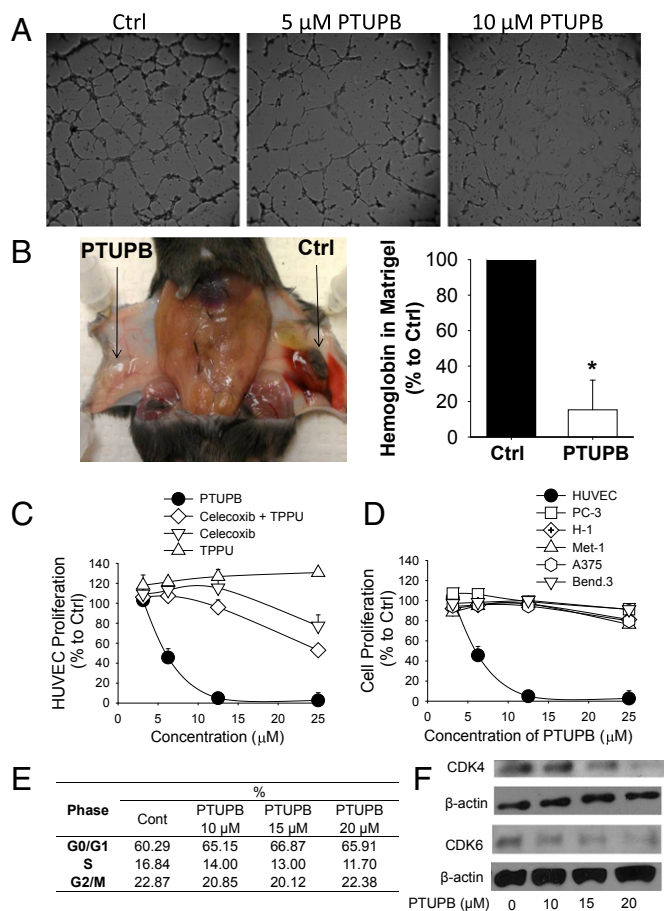 A
Ctrl 5 μM PTUPB 10 μM PTUPB
B
PTUPB Ctrl
Hemoglobin in Matrigel
(% to Ctrl)
100
80
60
40
20
0
*
Ctrl PTUPB
C
PTUPB
Celecoxib + TPPU
Celecoxib
TPPU
HUVEC Proliferation
(% to Ctrl)
140
120
100
80
60
40
20
0
0 5 10 15 20 25
Concentration (μM)
D
HUVEC
PC-3
H-1
Met-1
A375
Bend.3
Cell Proliferation
(% to Ctrl)
140
120
100
80
60
40
20
0
0 5 10 15 20 25
Concentration of PTUPB (μM)
E
%
Phase Cont PTUPB 10 μM PTUPB 15 μM PTUPB 20 μM
G0/G1 60.29 65.15 66.87 65.91
S 16.84 14.00 13.00 11.70
G2/M 22.87 20.85 20.12 22.38
F
CDK4
β-actin
CDK6
β-actin
PTUPB (μM) 0 10 15 20